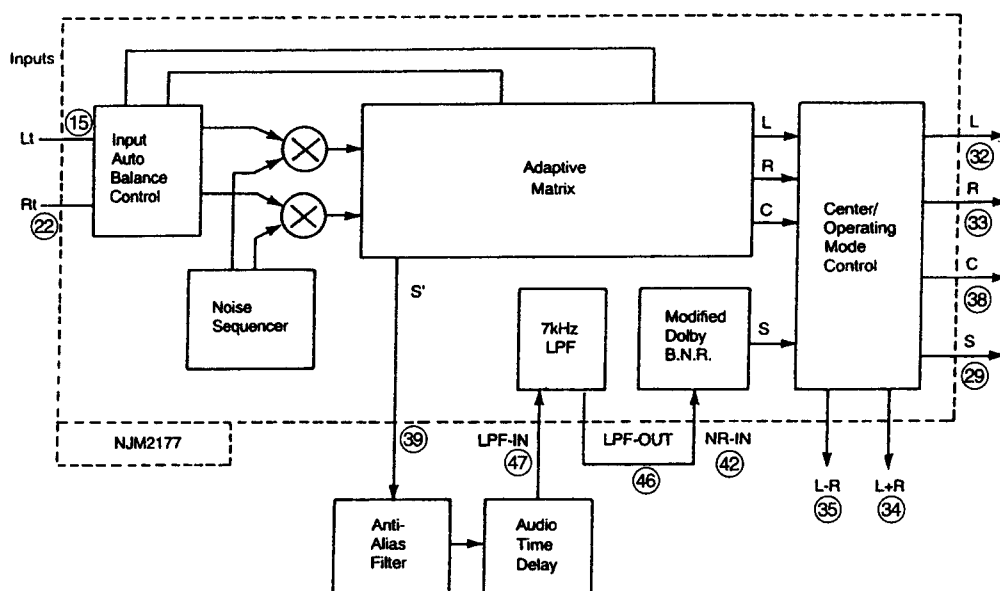 Inputs
Lt
15
Rt
22
Input
Auto
Balance
Control
Noise
Sequencer
Adaptive
Matrix
L
R
C
Center/
Operating
Mode
Control
L
32
R
33
C
38
S
29
S'
7kHz
LPF
Modified
Dolby
B.N.R.
S
NJM2177
39
LPF-IN
47
LPF-OUT
46
NR-IN
42
L-R
35
L+R
34
Anti-
Alias
Filter
Audio
Time
Delay